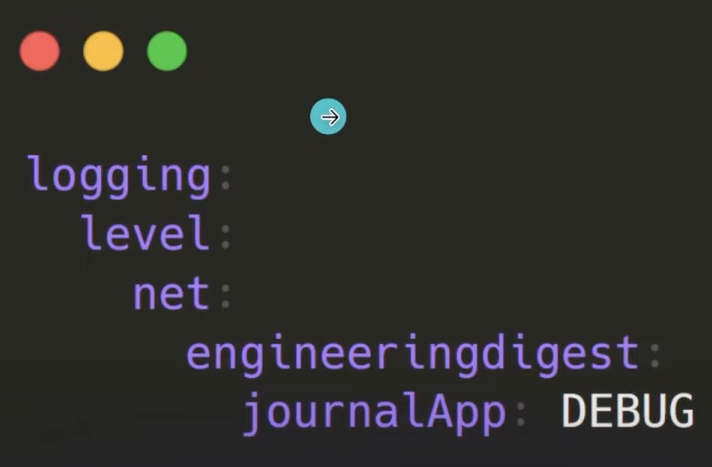 logging:
  level:
    net:
      engineeringdigest:
        journalApp: DEBUG